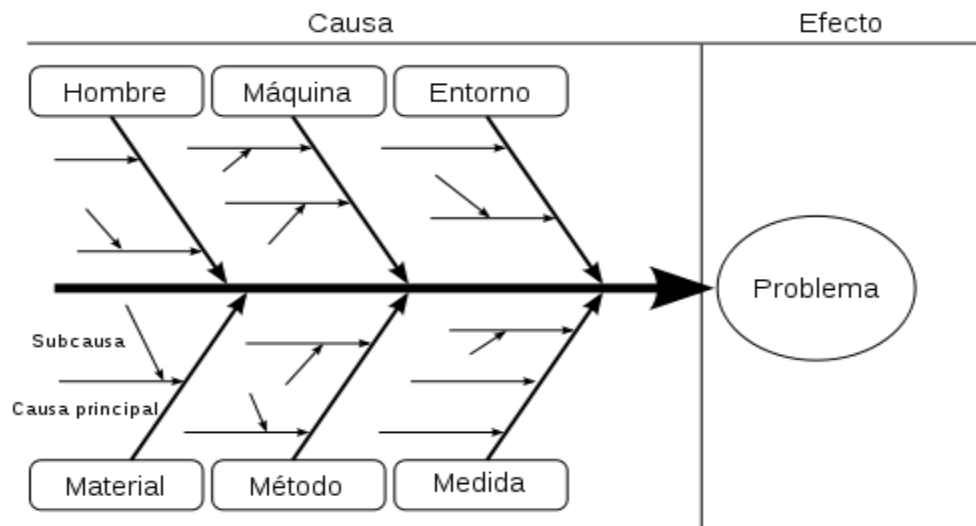 Causa
Efecto
Hombre
Máquina
Entorno
Problema
Subcausa
Causa principal
Material
Método
Medida